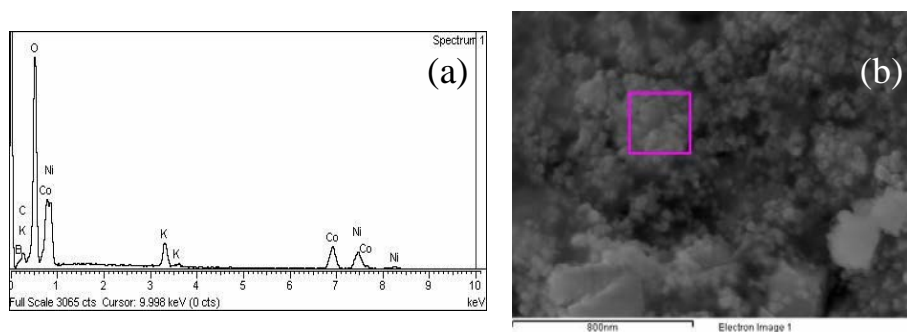 Spectrum 1
(a)
O
Ni
Co
C
K
B
K
K
Co
Ni
Co
Ni
0 1 2 3 4 5 6 7 8 9 10
Full Scale 3065 cts Cursor: 9.998 keV (0 cts)
keV
(b)
800nm
Electron Image 1